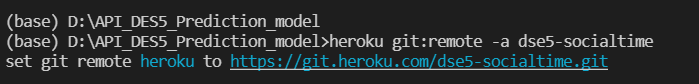 (base) D:\API_DES5_Prediction_model
(base) D:\API_DES5_Prediction_model>heroku git:remote -a dse5-socialtime
set git remote heroku to https://git.heroku.com/dse5-socialtime.git